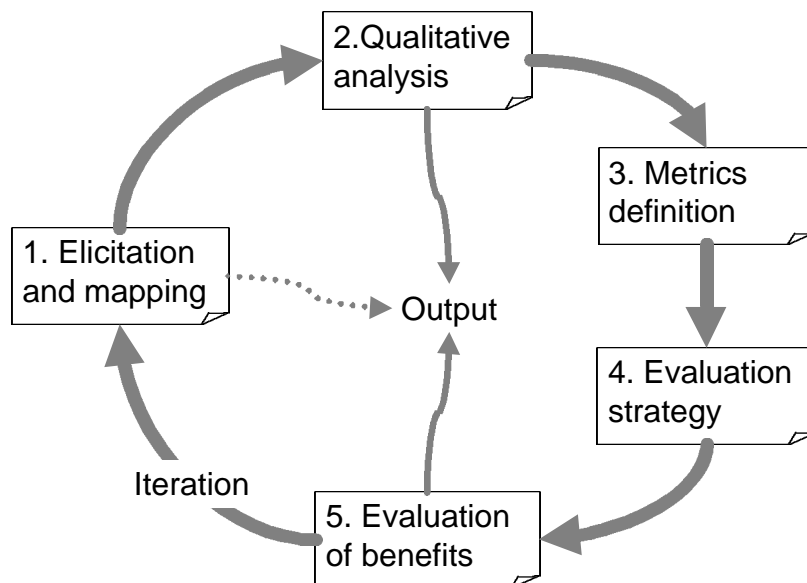 2.Qualitative
analysis
3. Metrics
definition
1. Elicitation
and mapping
Output
4. Evaluation
strategy
Iteration
5. Evaluation
of benefits